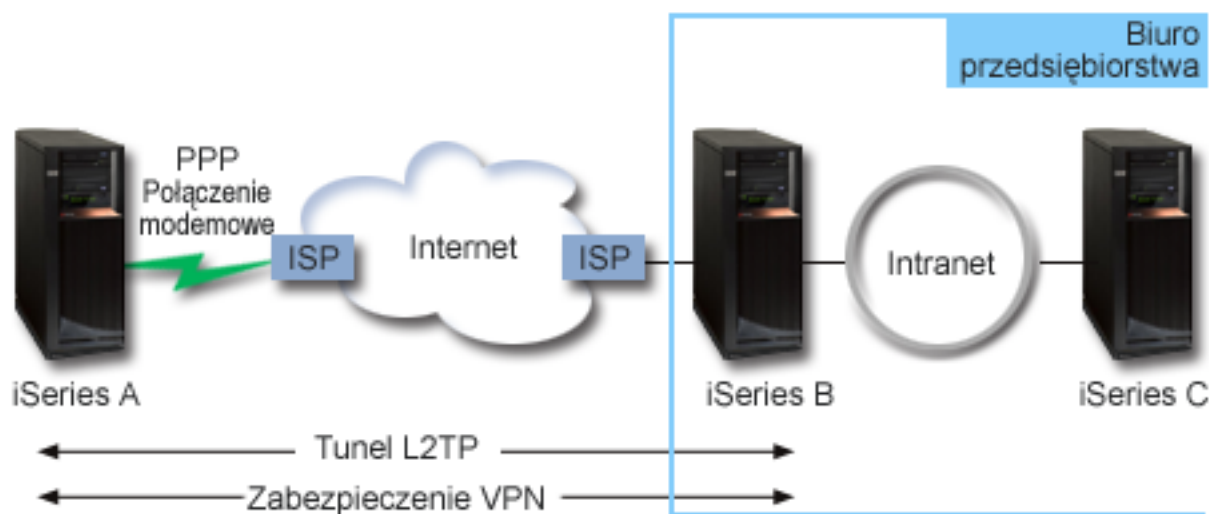 Biuro
przedsiębiorstwa
PPP
Połączenie
modemowe
ISP
Internet
ISP
Intranet
iSeries A
iSeries B
iSeries C
Tunel L2TP
Zabezpieczenie VPN